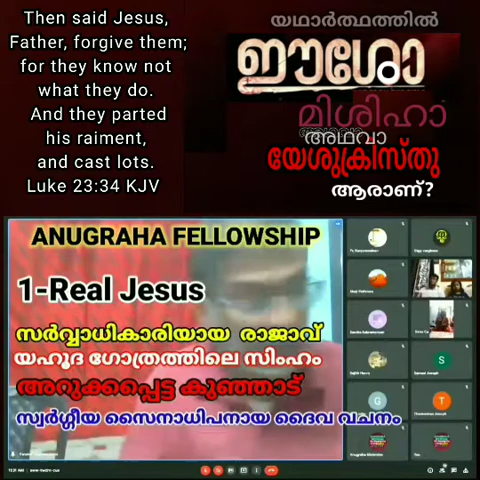 Then said Jesus,
Father, forgive them;
for they know not
what they do.
And they parted
his raiment,
and cast lots.
Luke 23:34 KJV
യഥാർത്ഥത്തിൽ
ഈശോ
മിശിഹാ
അഥവാ
യേശുക്രിസ്തു
ആരാണ്?
ANUGRAHA FELLOWSHIP
1-Real Jesus
സർവ്വാധികാരിയായ രാജാവ്
യഹൂദ ഗോത്രത്തിലെ സിംഹം
അറുക്കപ്പെട്ട കുഞ്ഞാട്
സ്വർഗ്ഗീയ സൈനാധിപനായ ദൈവ വചനം
S
G
T
You